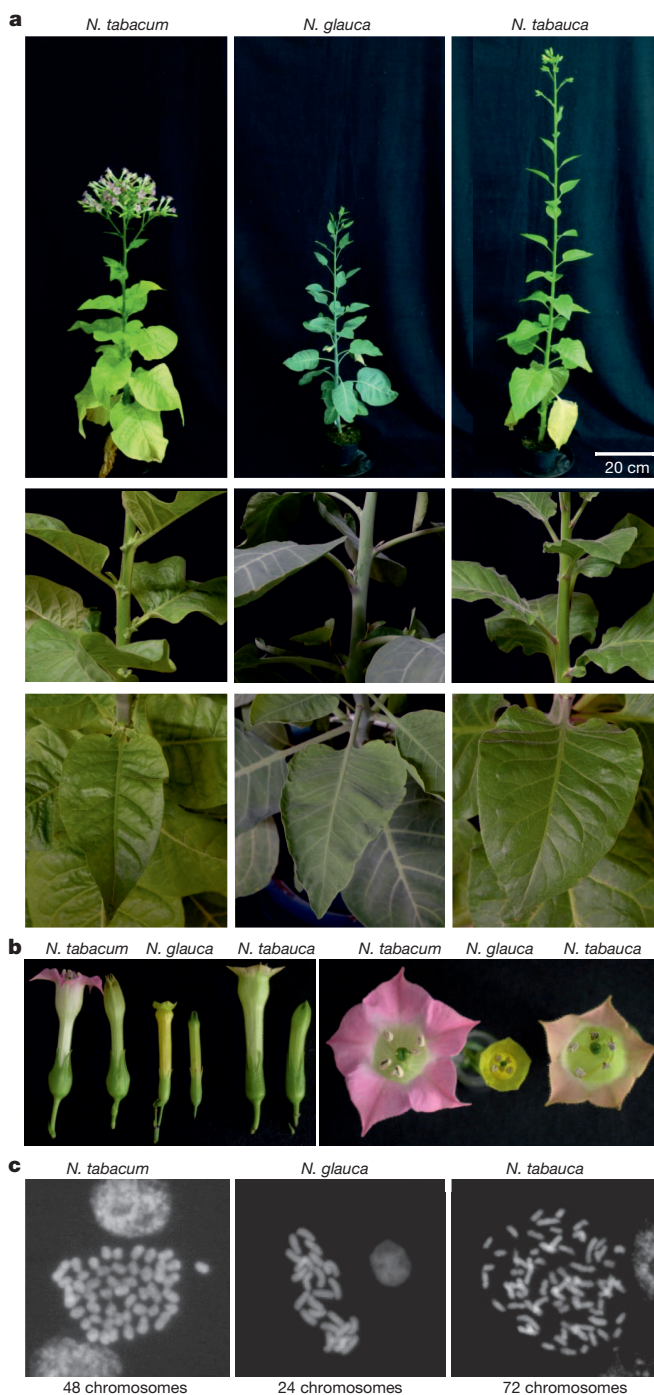 a
N. tabacum N. glauca N. tabauca
20 cm
b
N. tabacum N. glauca N. tabauca N. tabacum N. glauca N. tabauca
c
N. tabacum N. glauca N. tabauca
48 chromosomes 24 chromosomes 72 chromosomes